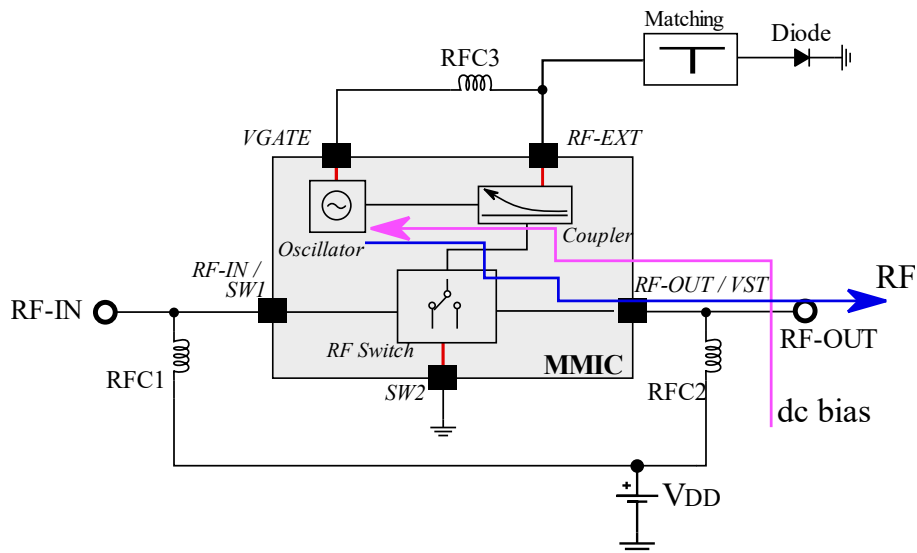 Matching
Diode
RFC3
VGATE
RF-EXT
Oscillator
Coupler
RF-IN /
SW1
RF-OUT / VST
RF
RF-IN
RF-OUT
RF Switch
MMIC
RFC1
SW2
RFC2
dc bias
+
VDD